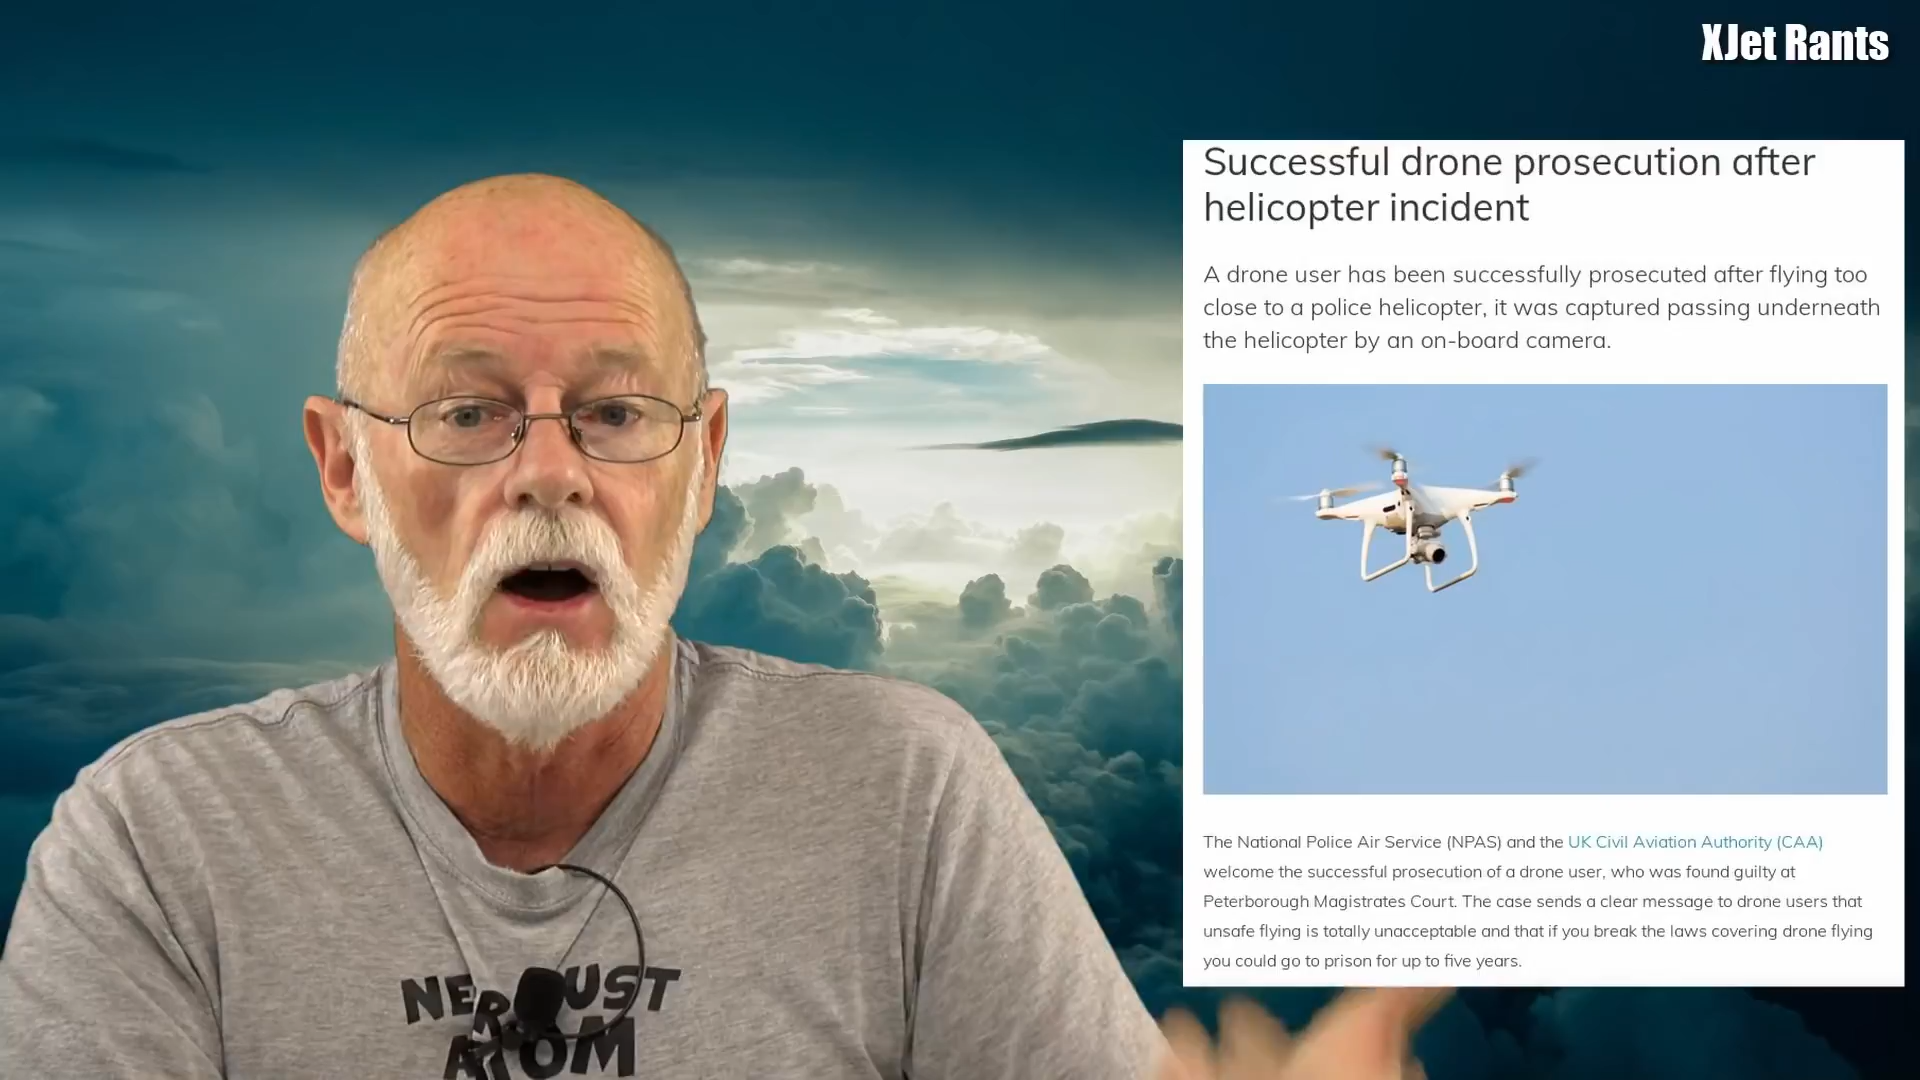 XJet Rants
Successful drone prosecution after
helicopter incident
A drone user has been successfully prosecuted after flying too
close to a police helicopter, it was captured passing underneath
the helicopter by an on-board camera.
The National Police Air Service (NPAS) and the UK Civil Aviation Authority (CAA)
welcome the successful prosecution of a drone user, who was found guilty at
Peterborough Magistrates Court. The case sends a clear message to drone users that
unsafe flying is totally unacceptable and that if you break the laws covering drone flying
you could go to prison for up to five years.
ATOM